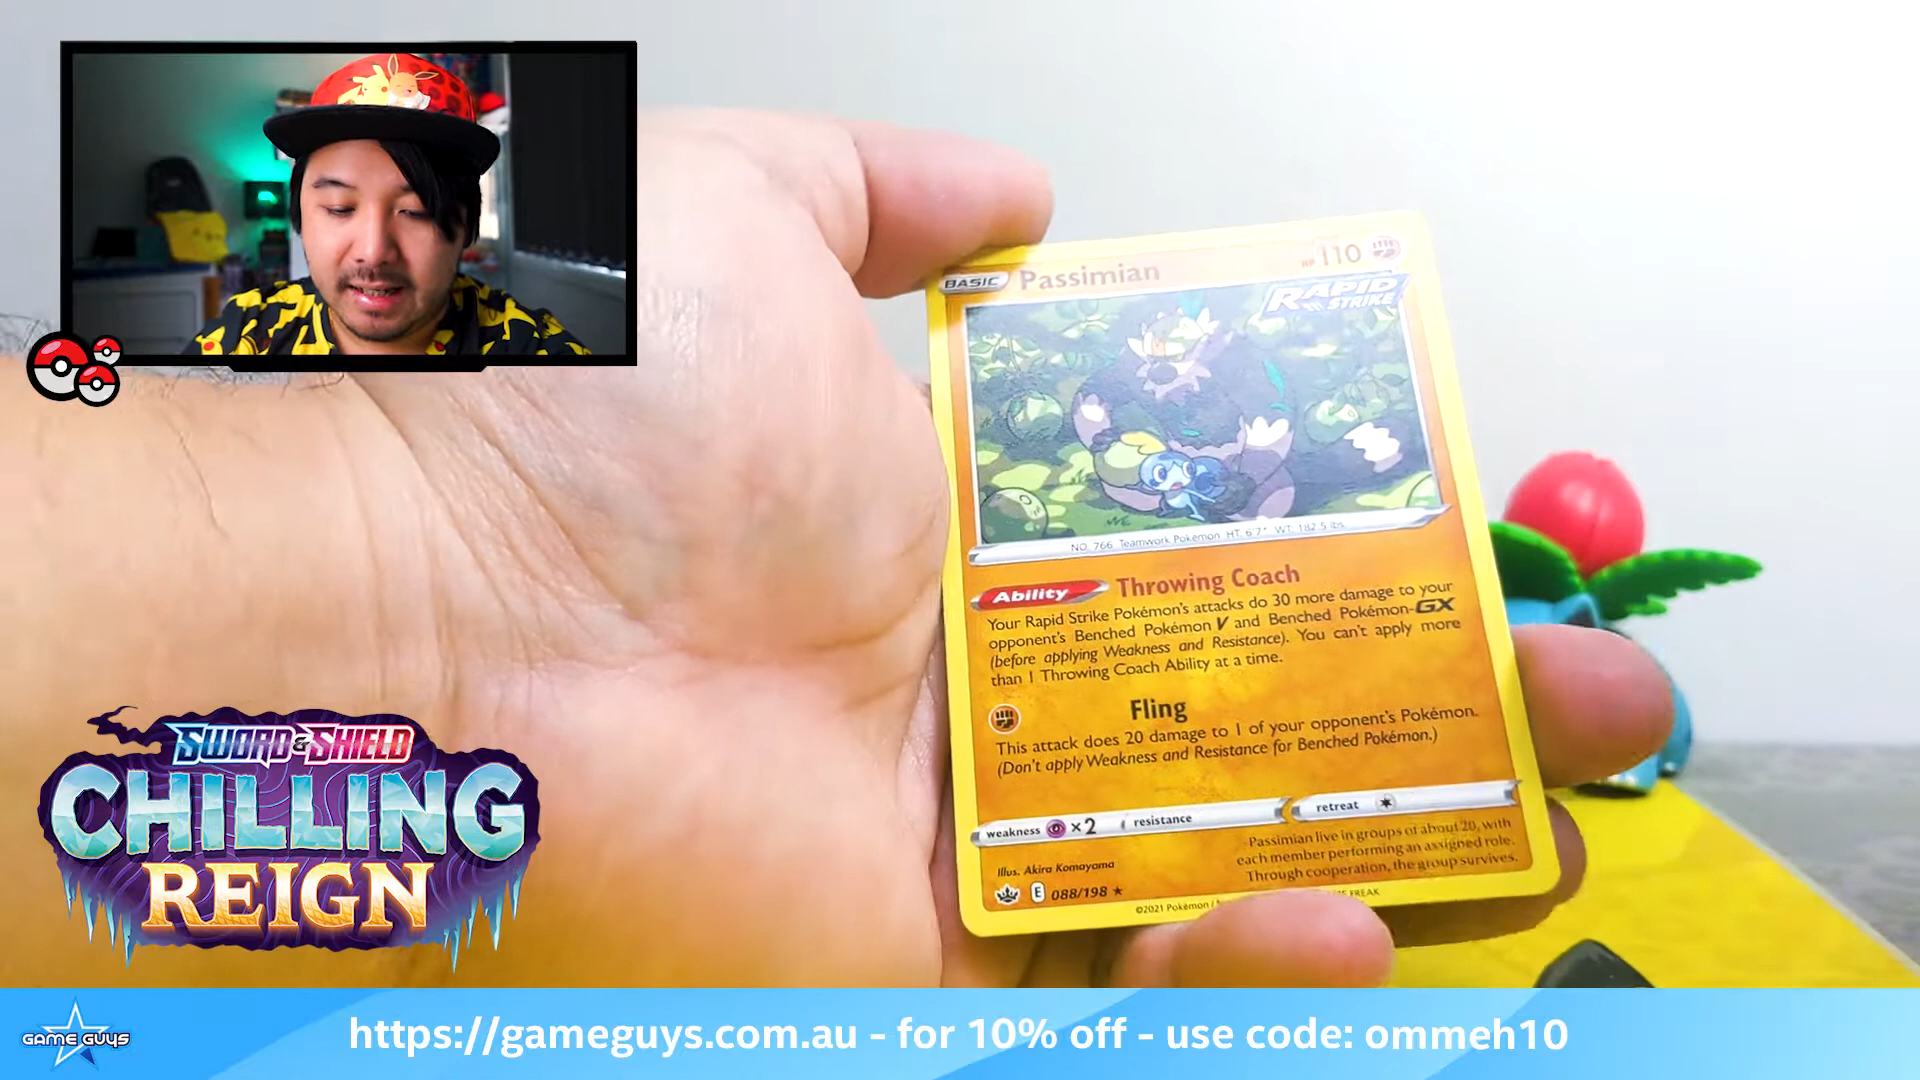 BASIC Passimian HP 110
RAPID
STRIKE
NO. 766 Teamwork Pokémon HT: 6'7" WT: 182.5 lbs.
Ability Throwing Coach
Your Rapid Strike Pokémon's attacks do 30 more damage to your
opponent's Benched Pokémon V and Benched Pokémon-GX
(before applying Weakness and Resistance). You can't apply more
than 1 Throwing Coach Ability at a time.
Fling
This attack does 20 damage to 1 of your opponent's Pokémon.
(Don't apply Weakness and Resistance for Benched Pokémon.)
weakness ×2 resistance retreat
Passimian live in groups of about 20, with
each member performing an assigned role.
Through cooperation, the group survives.
Illus. Akira Komayama
E 088/198 ★
©2021 Pokémon / FREAK
SWORD & SHIELD
CHILLING
REIGN
GAME GUYS
https://gameguys.com.au - for 10% off - use code: ommeh10